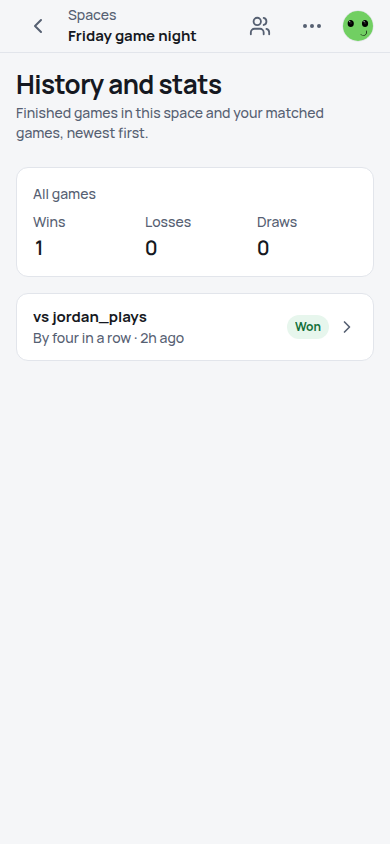 Spaces
Friday game night
History and stats
Finished games in this space and your matched
games, newest first.
All games
Wins
Losses
Draws
1
0
0
vs jordan_plays
By four in a row · 2h ago
Won